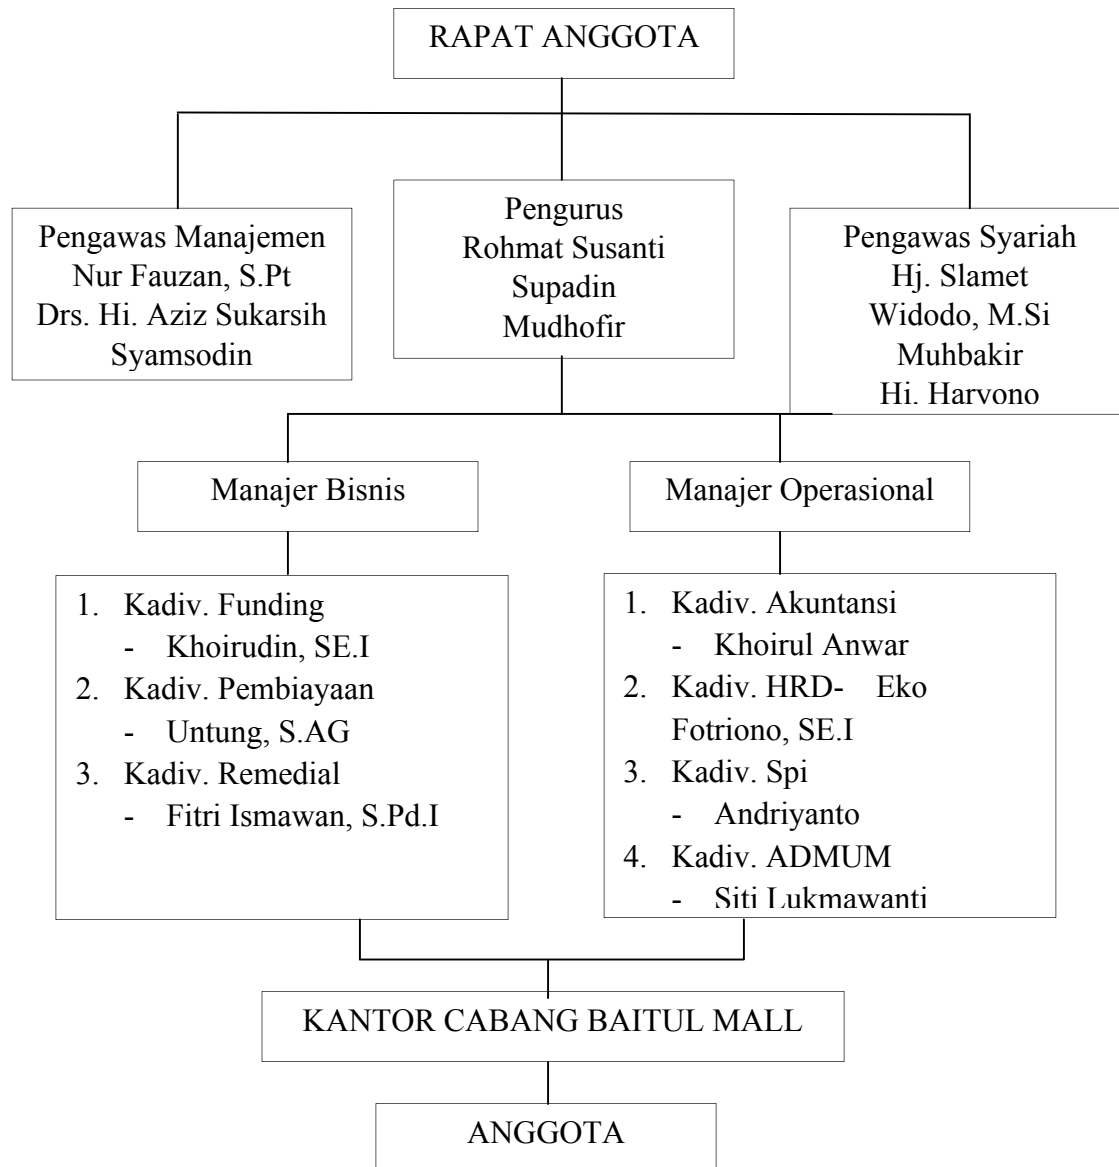 RAPAT ANGGOTA
Pengawas Manajemen
Nur Fauzan, S.Pt
Drs. Hi. Aziz Sukarsih
Syamsodin
Pengurus
Rohmat Susanti
Supadin
Mudhofir
Pengawas Syariah
Hj. Slamet
Widodo, M.Si
Muhbakir
Hi. Haryono
Manajer Bisnis
Manajer Operasional
1. Kadiv. Funding
- Khoirudin, SE.I
2. Kadiv. Pembiayaan
- Untung, S.AG
3. Kadiv. Remedial
- Fitri Ismawan, S.Pd.I
1. Kadiv. Akuntansi
- Khoirul Anwar
2. Kadiv. HRD- Eko
Fotriono, SE.I
3. Kadiv. Spi
- Andriyanto
4. Kadiv. ADMUM
- Siti Lukmawanti
KANTOR CABANG BAITUL MALL
ANGGOTA